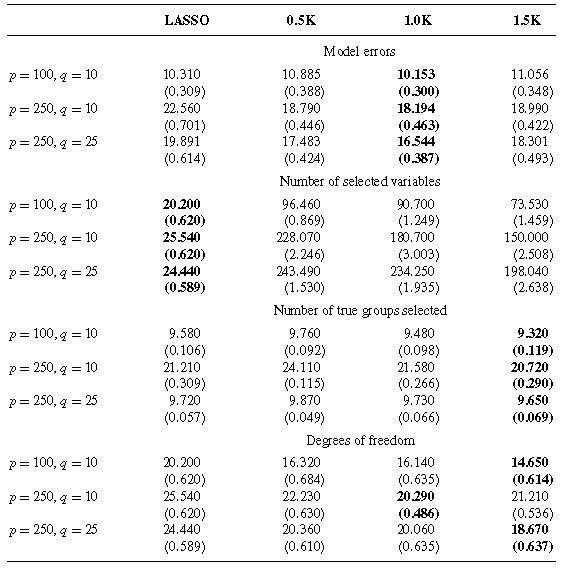 LASSO 0.5K 1.0K 1.5K
Model errors
p = 100, q = 10 10.310 10.885 10.153 11.056
(0.309) (0.388) (0.300) (0.348)
p = 250, q = 10 22.560 18.790 18.194 18.990
(0.701) (0.446) (0.463) (0.422)
p = 250, q = 25 19.891 17.483 16.544 18.301
(0.614) (0.424) (0.387) (0.493)
Number of selected variables
p = 100, q = 10 20.200 96.460 90.700 73.530
(0.620) (0.869) (1.249) (1.459)
p = 250, q = 10 25.540 228.070 180.700 150.000
(0.620) (2.246) (3.003) (2.508)
p = 250, q = 25 24.440 243.490 234.250 198.040
(0.589) (1.530) (1.935) (2.638)
Number of true groups selected
p = 100, q = 10 9.580 9.760 9.480 9.320
(0.106) (0.092) (0.098) (0.119)
p = 250, q = 10 21.210 24.110 21.580 20.720
(0.309) (0.115) (0.266) (0.290)
p = 250, q = 25 9.720 9.870 9.730 9.650
(0.057) (0.049) (0.066) (0.069)
Degrees of freedom
p = 100, q = 10 20.200 16.320 16.140 14.650
(0.620) (0.684) (0.635) (0.614)
p = 250, q = 10 25.540 22.230 20.290 21.210
(0.620) (0.630) (0.486) (0.536)
p = 250, q = 25 24.440 20.360 20.060 18.670
(0.589) (0.610) (0.635) (0.637)